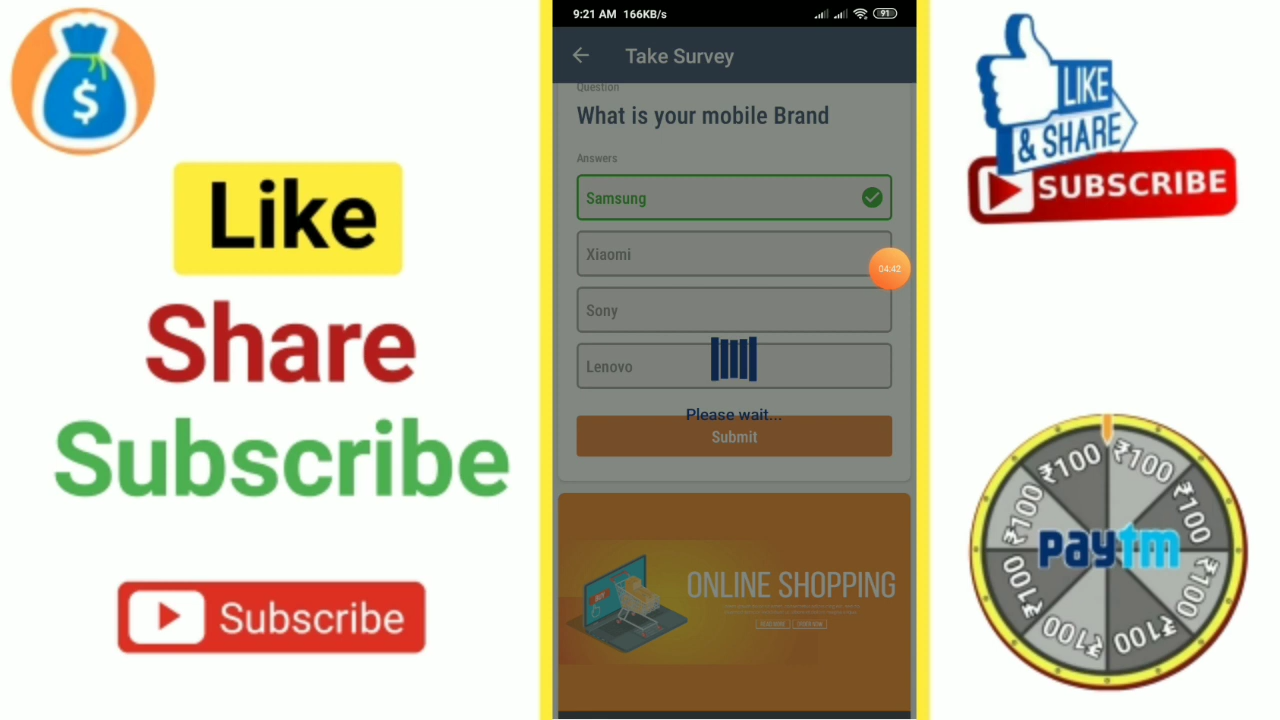 9:21 AM 166KB/s
91
Take Survey
Question
What is your mobile Brand
Answers
Samsung
Xiaomi
04:42
Sony
Lenovo
Please wait...
Submit
ONLINE SHOPPING
$
Like
Share
Subscribe
Subscribe
LIKE
& SHARE
SUBSCRIBE
₹100
₹100
₹100
₹100
₹100
₹100
₹100
₹100
paytm